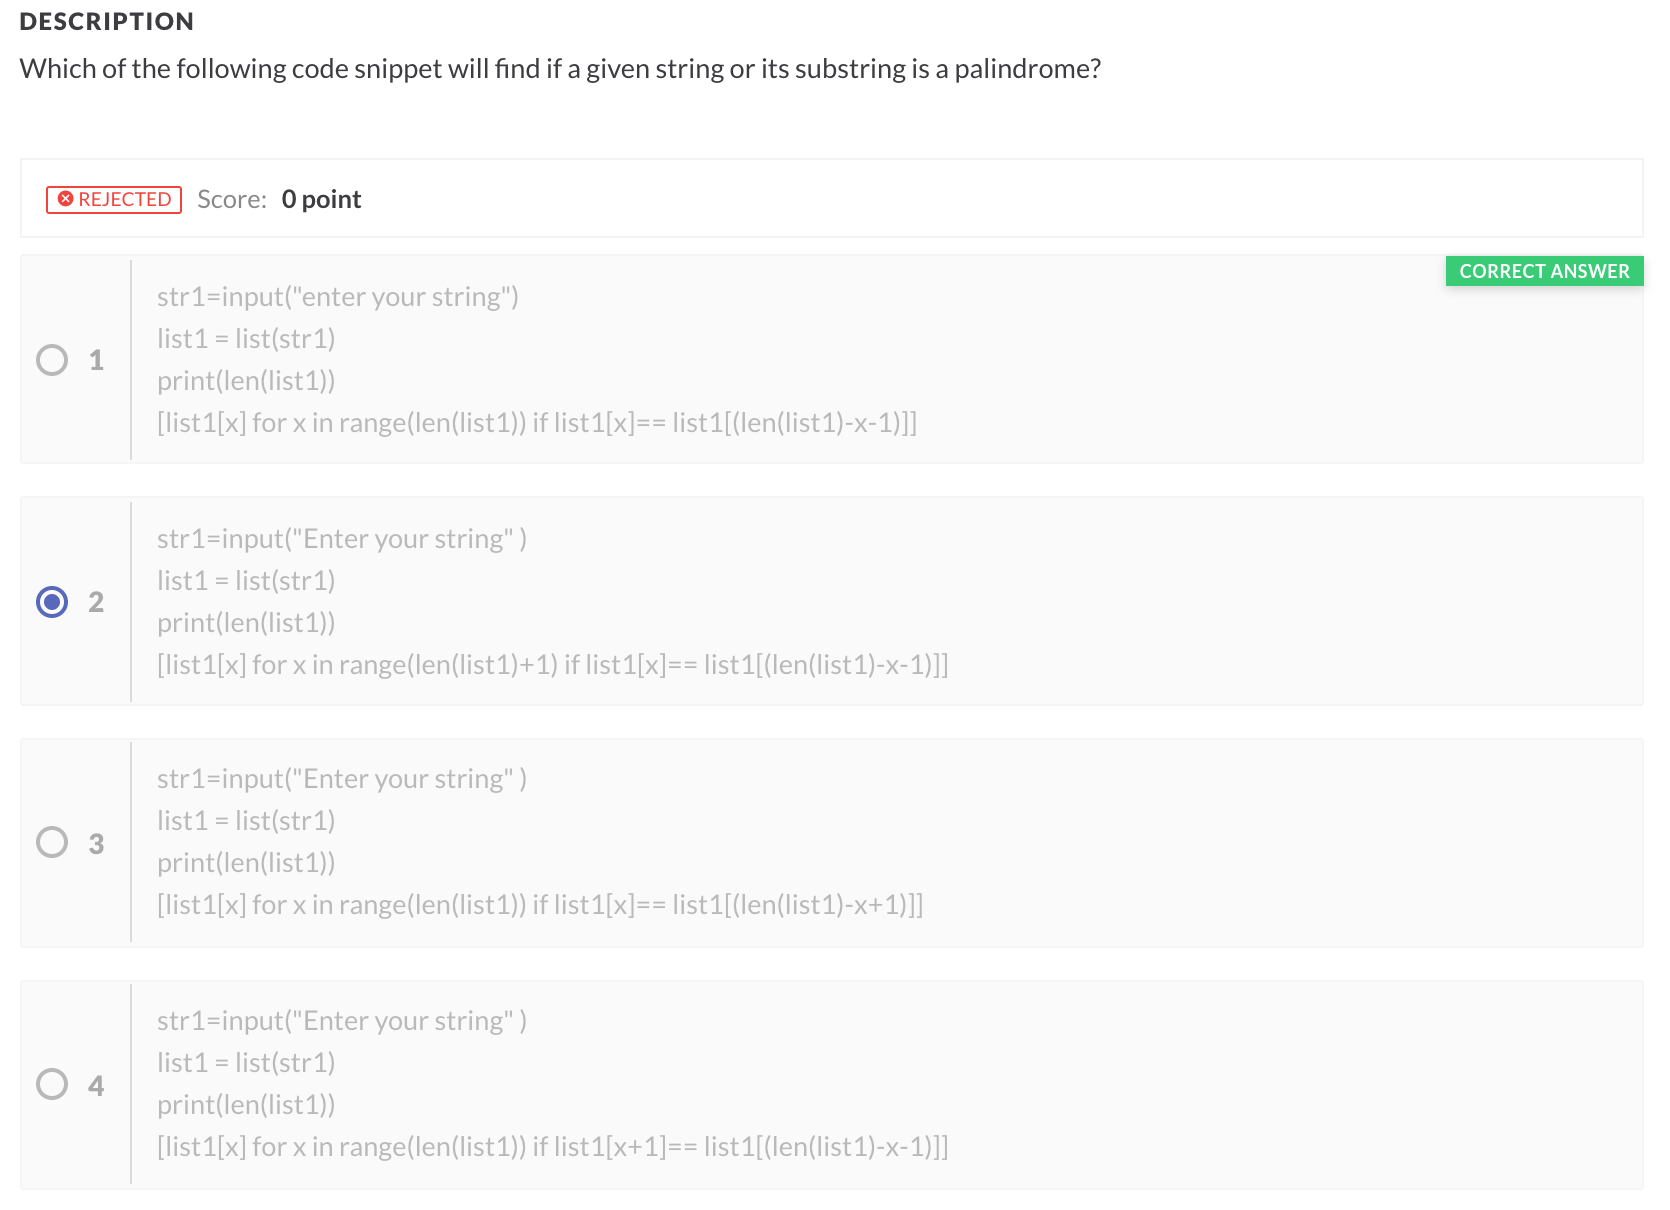 DESCRIPTION
Which of the following code snippet will find if a given string or its substring is a palindrome?
REJECTED Score: 0 point
CORRECT ANSWER
1
str1=input("enter your string")
list1 = list(str1)
print(len(list1))
[list1[x] for x in range(len(list1)) if list1[x]== list1[(len(list1)-x-1)]]
2
str1=input("Enter your string" )
list1 = list(str1)
print(len(list1))
[list1[x] for x in range(len(list1)+1) if list1[x]== list1[(len(list1)-x-1)]]
3
str1=input("Enter your string" )
list1 = list(str1)
print(len(list1))
[list1[x] for x in range(len(list1)) if list1[x]== list1[(len(list1)-x+1)]]
4
str1=input("Enter your string" )
list1 = list(str1)
print(len(list1))
[list1[x] for x in range(len(list1)) if list1[x+1]== list1[(len(list1)-x-1)]]